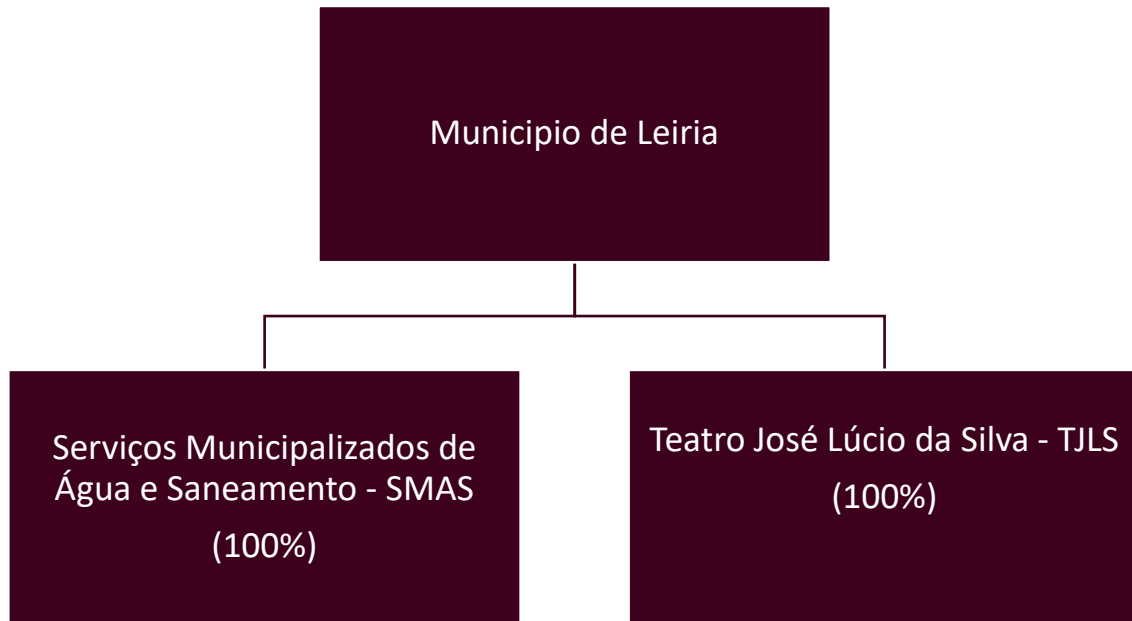 Municipio de Leiria
Serviços Municipalizados de
Água e Saneamento - SMAS
(100%)
Teatro José Lúcio da Silva - TJLS
(100%)